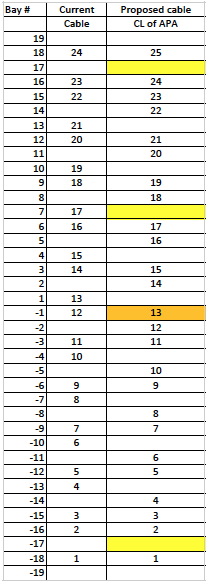 Bay # Current Proposed cable
Cable CL of APA
19
18 24 25
17
16 23 24
15 22 23
14 22
13 21
12 20 21
11 20
10 19
9 18 19
8 18
7 17
6 16 17
5 16
4 15
3 14 15
2 14
1 13
-1 12 13
-2 12
-3 11 11
-4 10
-5 10
-6 9 9
-7 8
-8 8
-9 7 7
-10 6
-11 6
-12 5 5
-13 4
-14 4
-15 3 3
-16 2 2
-17
-18 1 1
-19